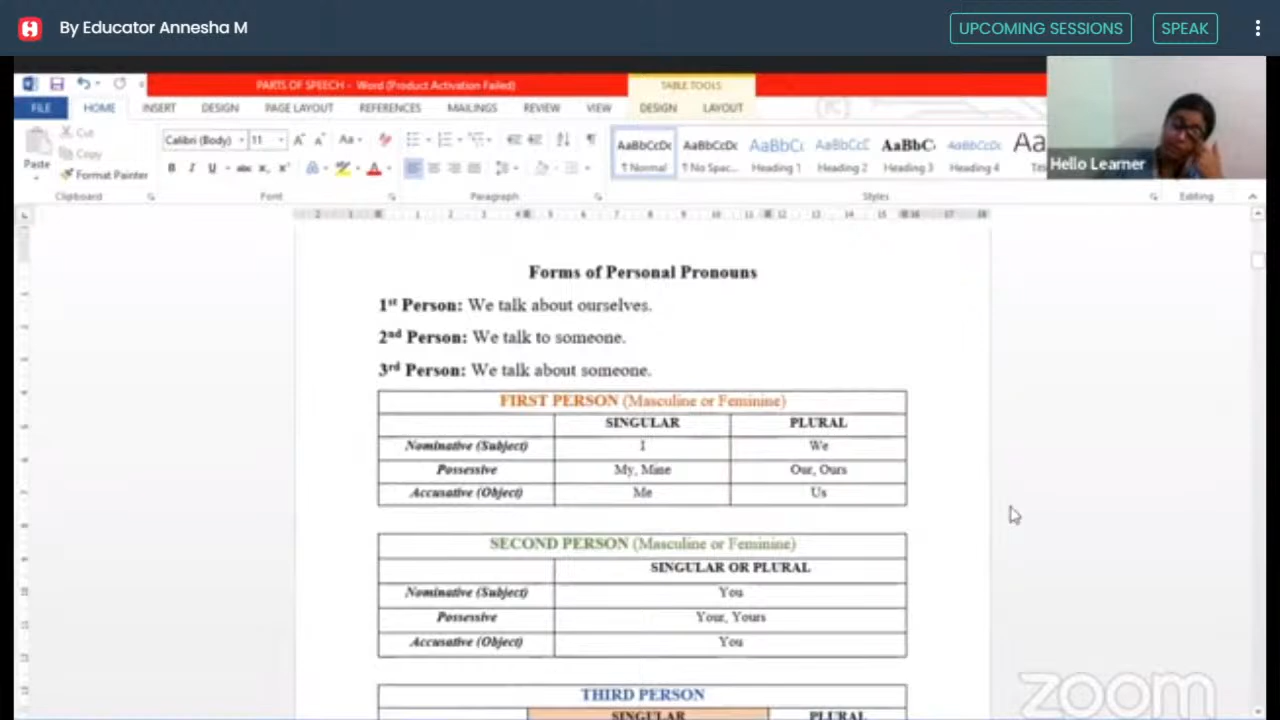 By Educator Annesha M
UPCOMING SESSIONS
SPEAK
PARTS OF SPEECH - Word (Product Activation Failed)
TABLE TOOLS
FILE HOME INSERT DESIGN PAGE LAYOUT REFERENCES MAILINGS REVIEW VIEW DESIGN LAYOUT
Paste
Cut
Copy
Format Painter
Calibri (Body) 11
AaBbCcDc AaBbCcDc AaBbC AaBbCcC AaBbC AaBbCcDc
¶ Normal ¶ No Spac... Heading 1 Heading 2 Heading 3 Heading 4
Hello Learner
Clipboard Font Paragraph Styles Editing
Forms of Personal Pronouns
1st Person: We talk about ourselves.
2nd Person: We talk to someone.
3rd Person: We talk about someone.
FIRST PERSON (Masculine or Feminine)
SINGULAR PLURAL
Nominative (Subject) I We
Possessive My, Mine Our, Ours
Accusative (Object) Me Us
SECOND PERSON (Masculine or Feminine)
SINGULAR OR PLURAL
Nominative (Subject) You
Possessive Your, Yours
Accusative (Object) You
THIRD PERSON
SINGULAR PLURAL
zoom